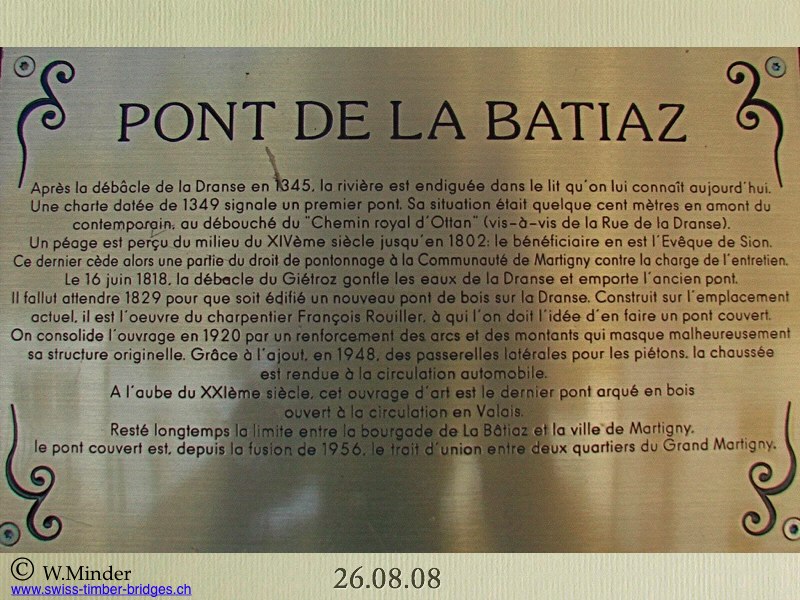 PONT DE LA BATIAZ
Après la débâcle de la Dranse en 1345, la rivière est endiguée dans le lit qu'on lui connaît aujourd'hui.
Une charte datée de 1349 signale un premier pont. Sa situation était quelque cent mètres en amont du
contemporain, au débouché du "Chemin royal d'Ottan" (vis-à-vis de la Rue de la Dranse).
Un péage est perçu du milieu du XIVème siècle jusqu'en 1802; le bénéficiaire en est l'Evêque de Sion.
Ce dernier cède alors une partie du droit de pontonnage à la Communauté de Martigny contre la charge de l'entretien.
Le 16 juin 1818, la débacle du Giétroz gonfle les eaux de la Dranse et emporte l'ancien pont.
Il fallut attendre 1829 pour que soit édifié un nouveau pont de bois sur la Dranse. Construit sur l'emplacement
actuel, il est l'oeuvre du charpentier François Rouiller, à qui l'on doit l'idée d'en faire un pont couvert.
On consolide l'ouvrage en 1920 par un renforcement des arcs et des montants qui masque malheureusement
sa structure originelle. Grâce à l'ajout, en 1948, des passerelles latérales pour les piétons, la chaussée
est rendue à la circulation automobile.
A l'aube du XXIème siècle, cet ouvrage d'art est le dernier pont arqué en bois
ouvert à la circulation en Valais.
Resté longtemps la limite entre la bourgade de La Bâtiaz et la ville de Martigny,
le pont couvert est, depuis la fusion de 1956, le trait d'union entre deux quartiers du Grand Martigny.
© W.Minder
www.swiss-timber-bridges.ch
26.08.08